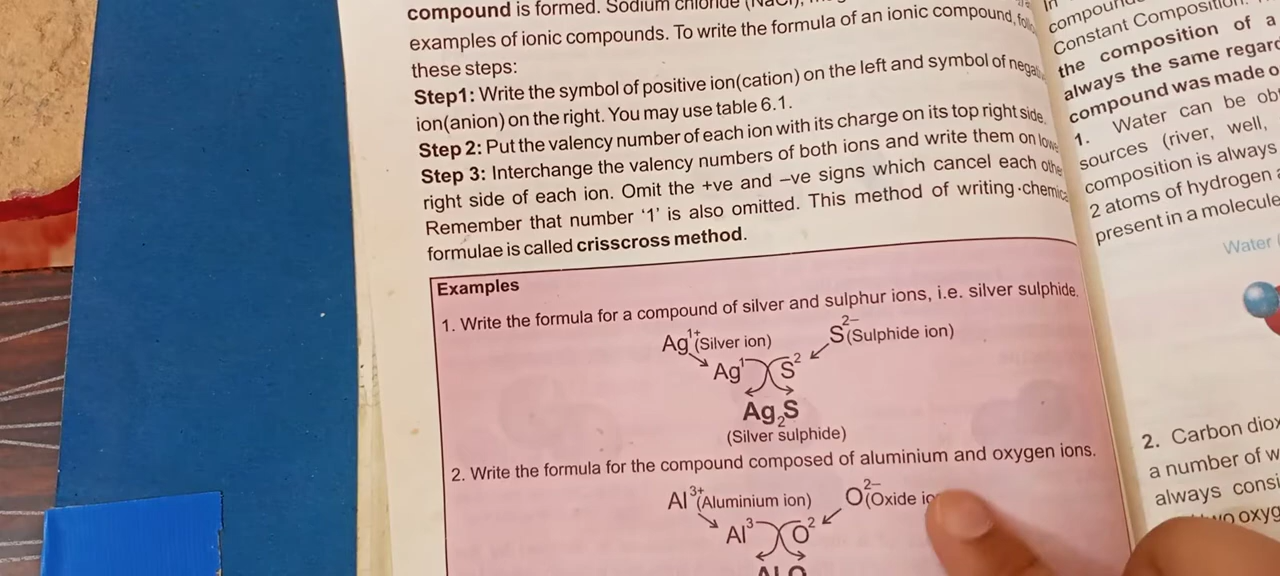 compound is formed. Sodium chloride (NaCl),
examples of ionic compounds. To write the formula of an ionic compound,
these steps:
Step1: Write the symbol of positive ion(cation) on the left and symbol of
ion(anion) on the right. You may use table 6.1.
Step 2: Put the valency number of each ion with its charge on its top right side.
Step 3: Interchange the valency numbers of both ions and write them on
right side of each ion. Omit the +ve and –ve signs which cancel each
Remember that number ‘1’ is also omitted. This method of writing
formulae is called crisscross method.
Examples
1. Write the formula for a compound of silver and sulphur ions, i.e. silver sulphide.
Ag¹⁺(Silver ion) S²⁻(Sulphide ion)
Ag¹ S²
Ag₂S
(Silver sulphide)
2. Write the formula for the compound composed of aluminium and oxygen ions.
Al³⁺(Aluminium ion) O²⁻(Oxide
Al³ O²
In
Constant Composition.
the composition of a
always the same
compound was made
1. Water can be
sources (river, well,
composition is always
2 atoms of hydrogen
present in a molecule
Water
2. Carbon
a number of
always